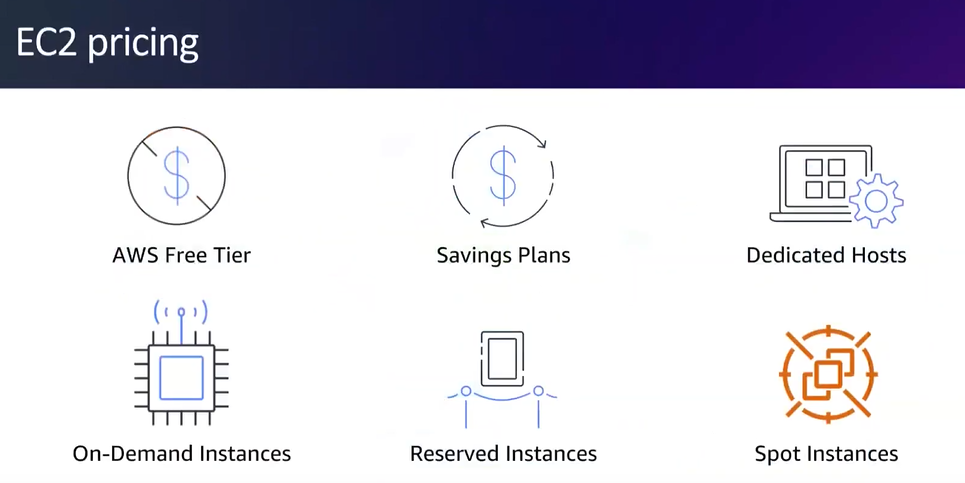 EC2 pricing
AWS Free Tier
Savings Plans
Dedicated Hosts
On-Demand Instances
Reserved Instances
Spot Instances